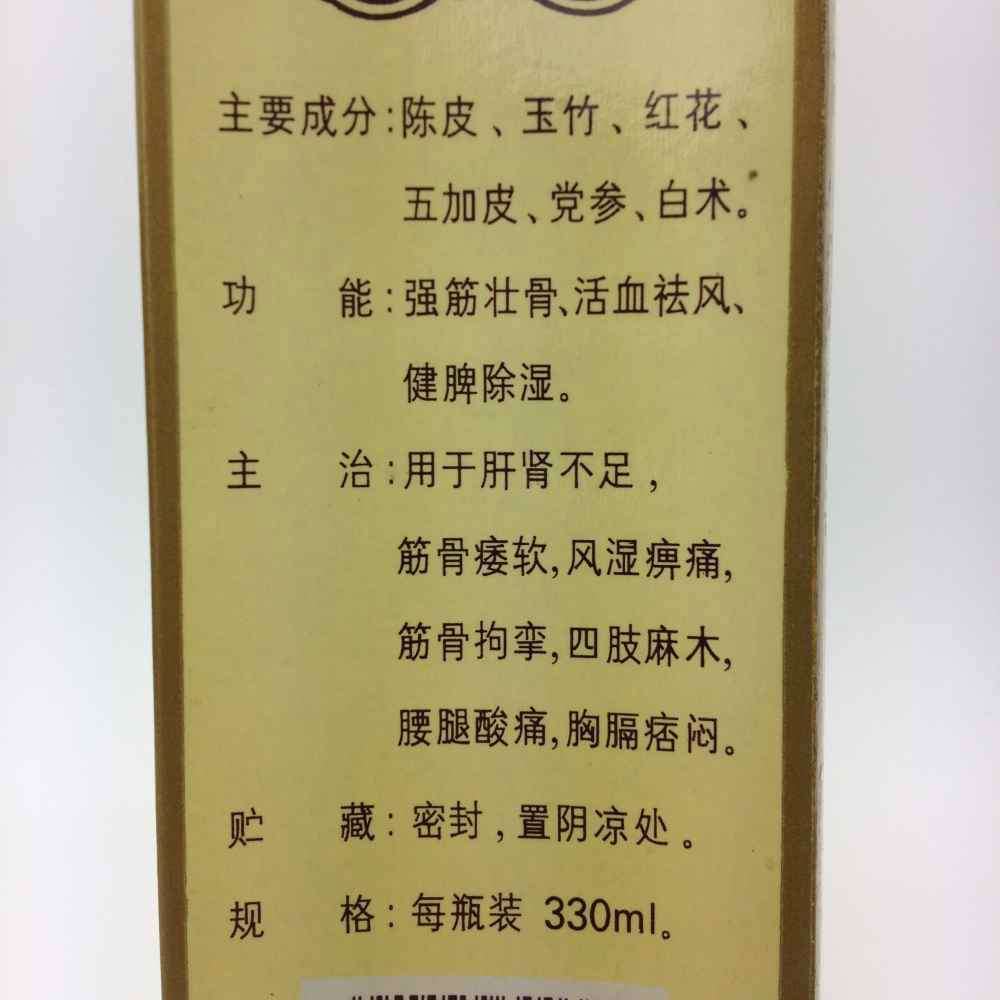 主要成分:陈皮、玉竹、红花、
五加皮、党参、白术。
功能:强筋壮骨、活血祛风、
健脾除湿。
主治:用于肝肾不足,
筋骨痿软,风湿痹痛,
筋骨拘挛,四肢麻木,
腰腿酸痛,胸膈痞闷。
贮藏:密封,置阴凉处。
规格:每瓶装 330ml。